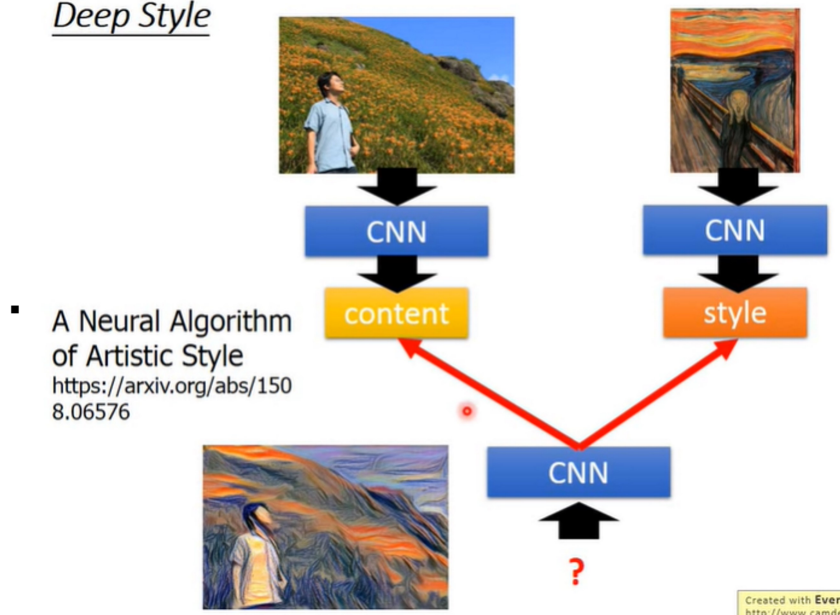 Deep Style
CNN
CNN
content
style
A Neural Algorithm
of Artistic Style
https://arxiv.org/abs/150
8.06576
CNN
?
Created with